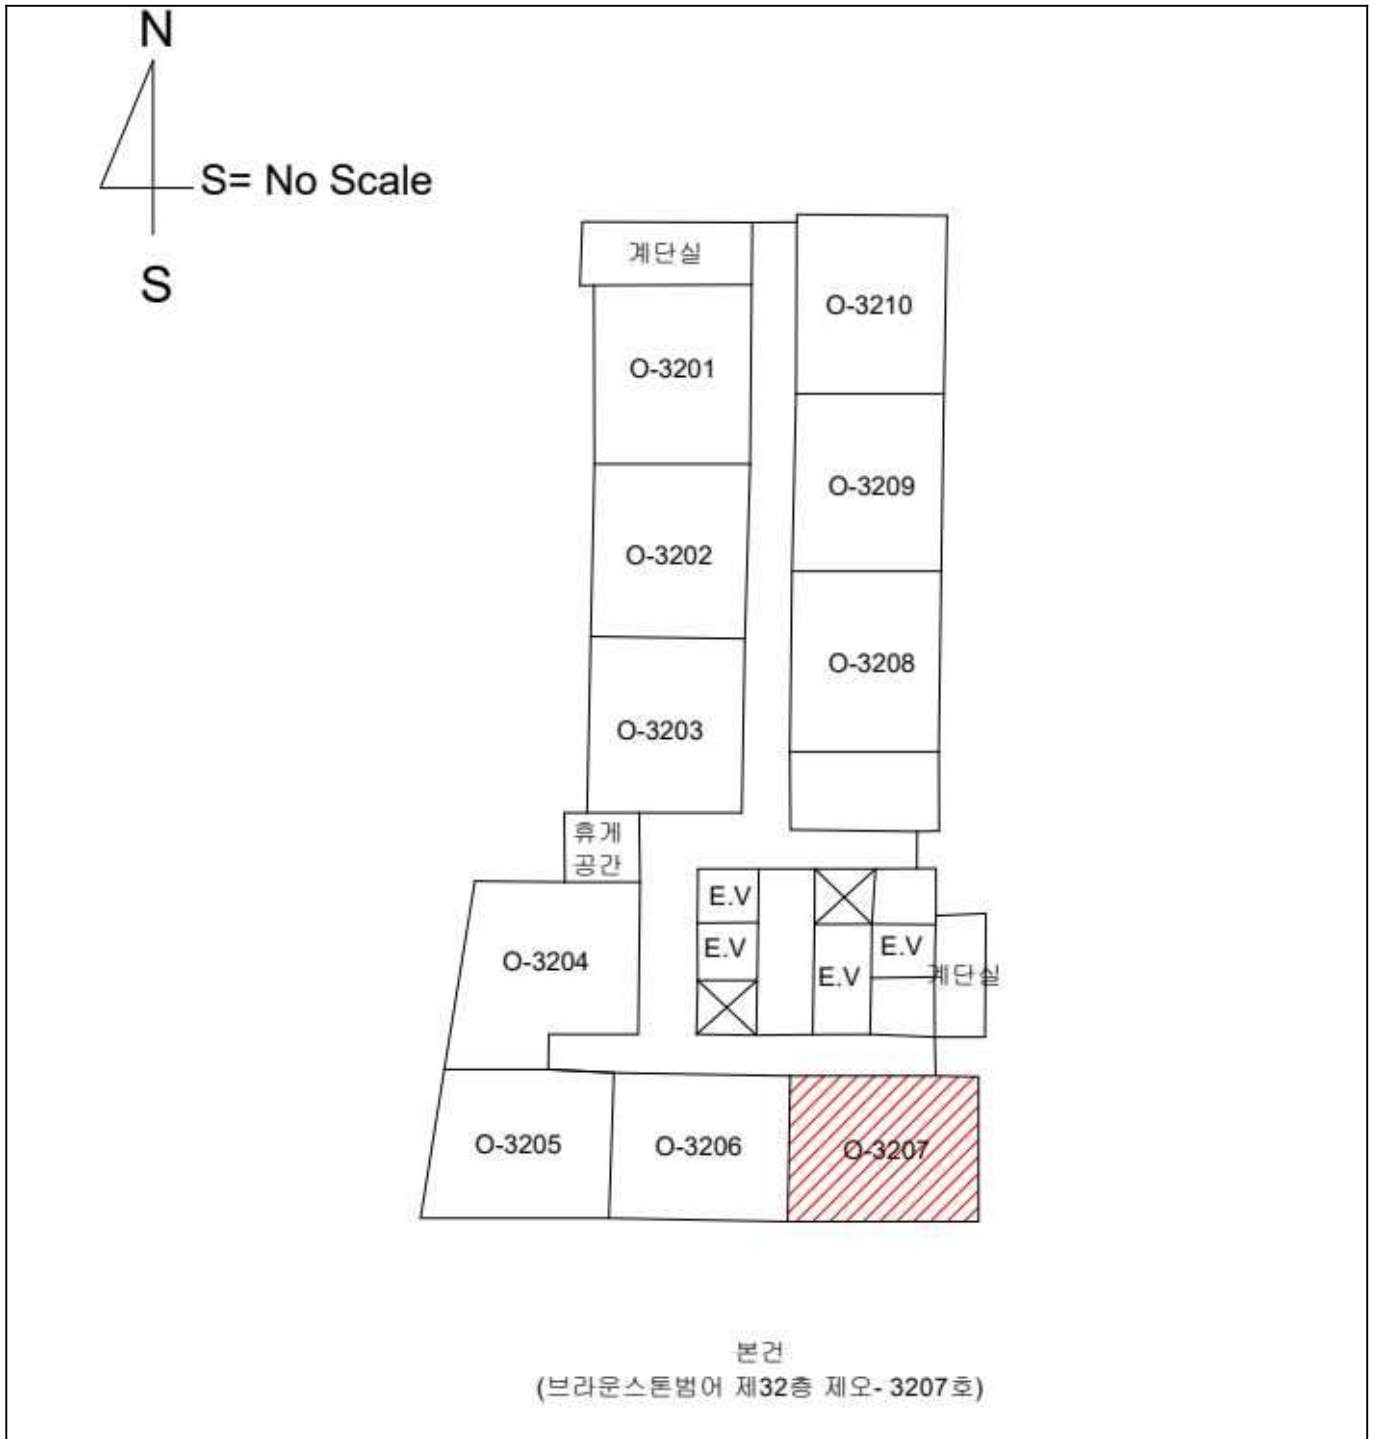 N
S= No Scale
S
계단실
O-3210
O-3201
O-3209
O-3202
O-3208
O-3203
휴게
공간
E.V
E.V
E.V
O-3204
E.V
계단실
O-3205
O-3206
O-3207
본건
(브라운스톤범어 제32층 제오- 3207호)